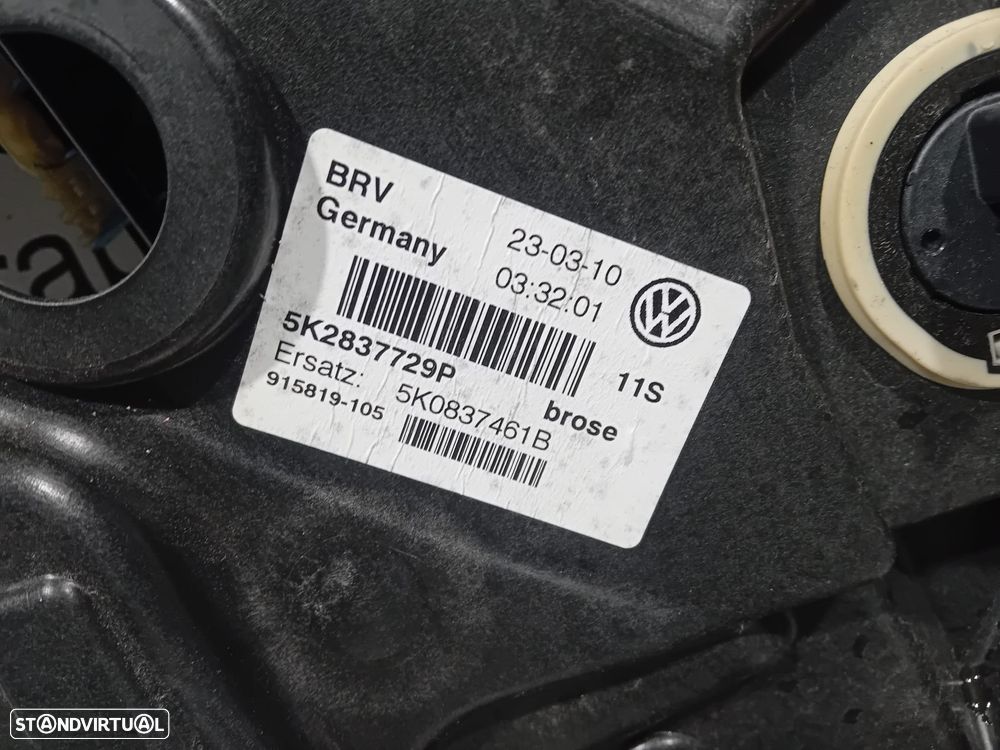 BRV
Germany
23-03-10
03:32:01
5K2837729P
11S
Ersatz: 5K0837461B
brose
915819-105
STANDVIRTUAL